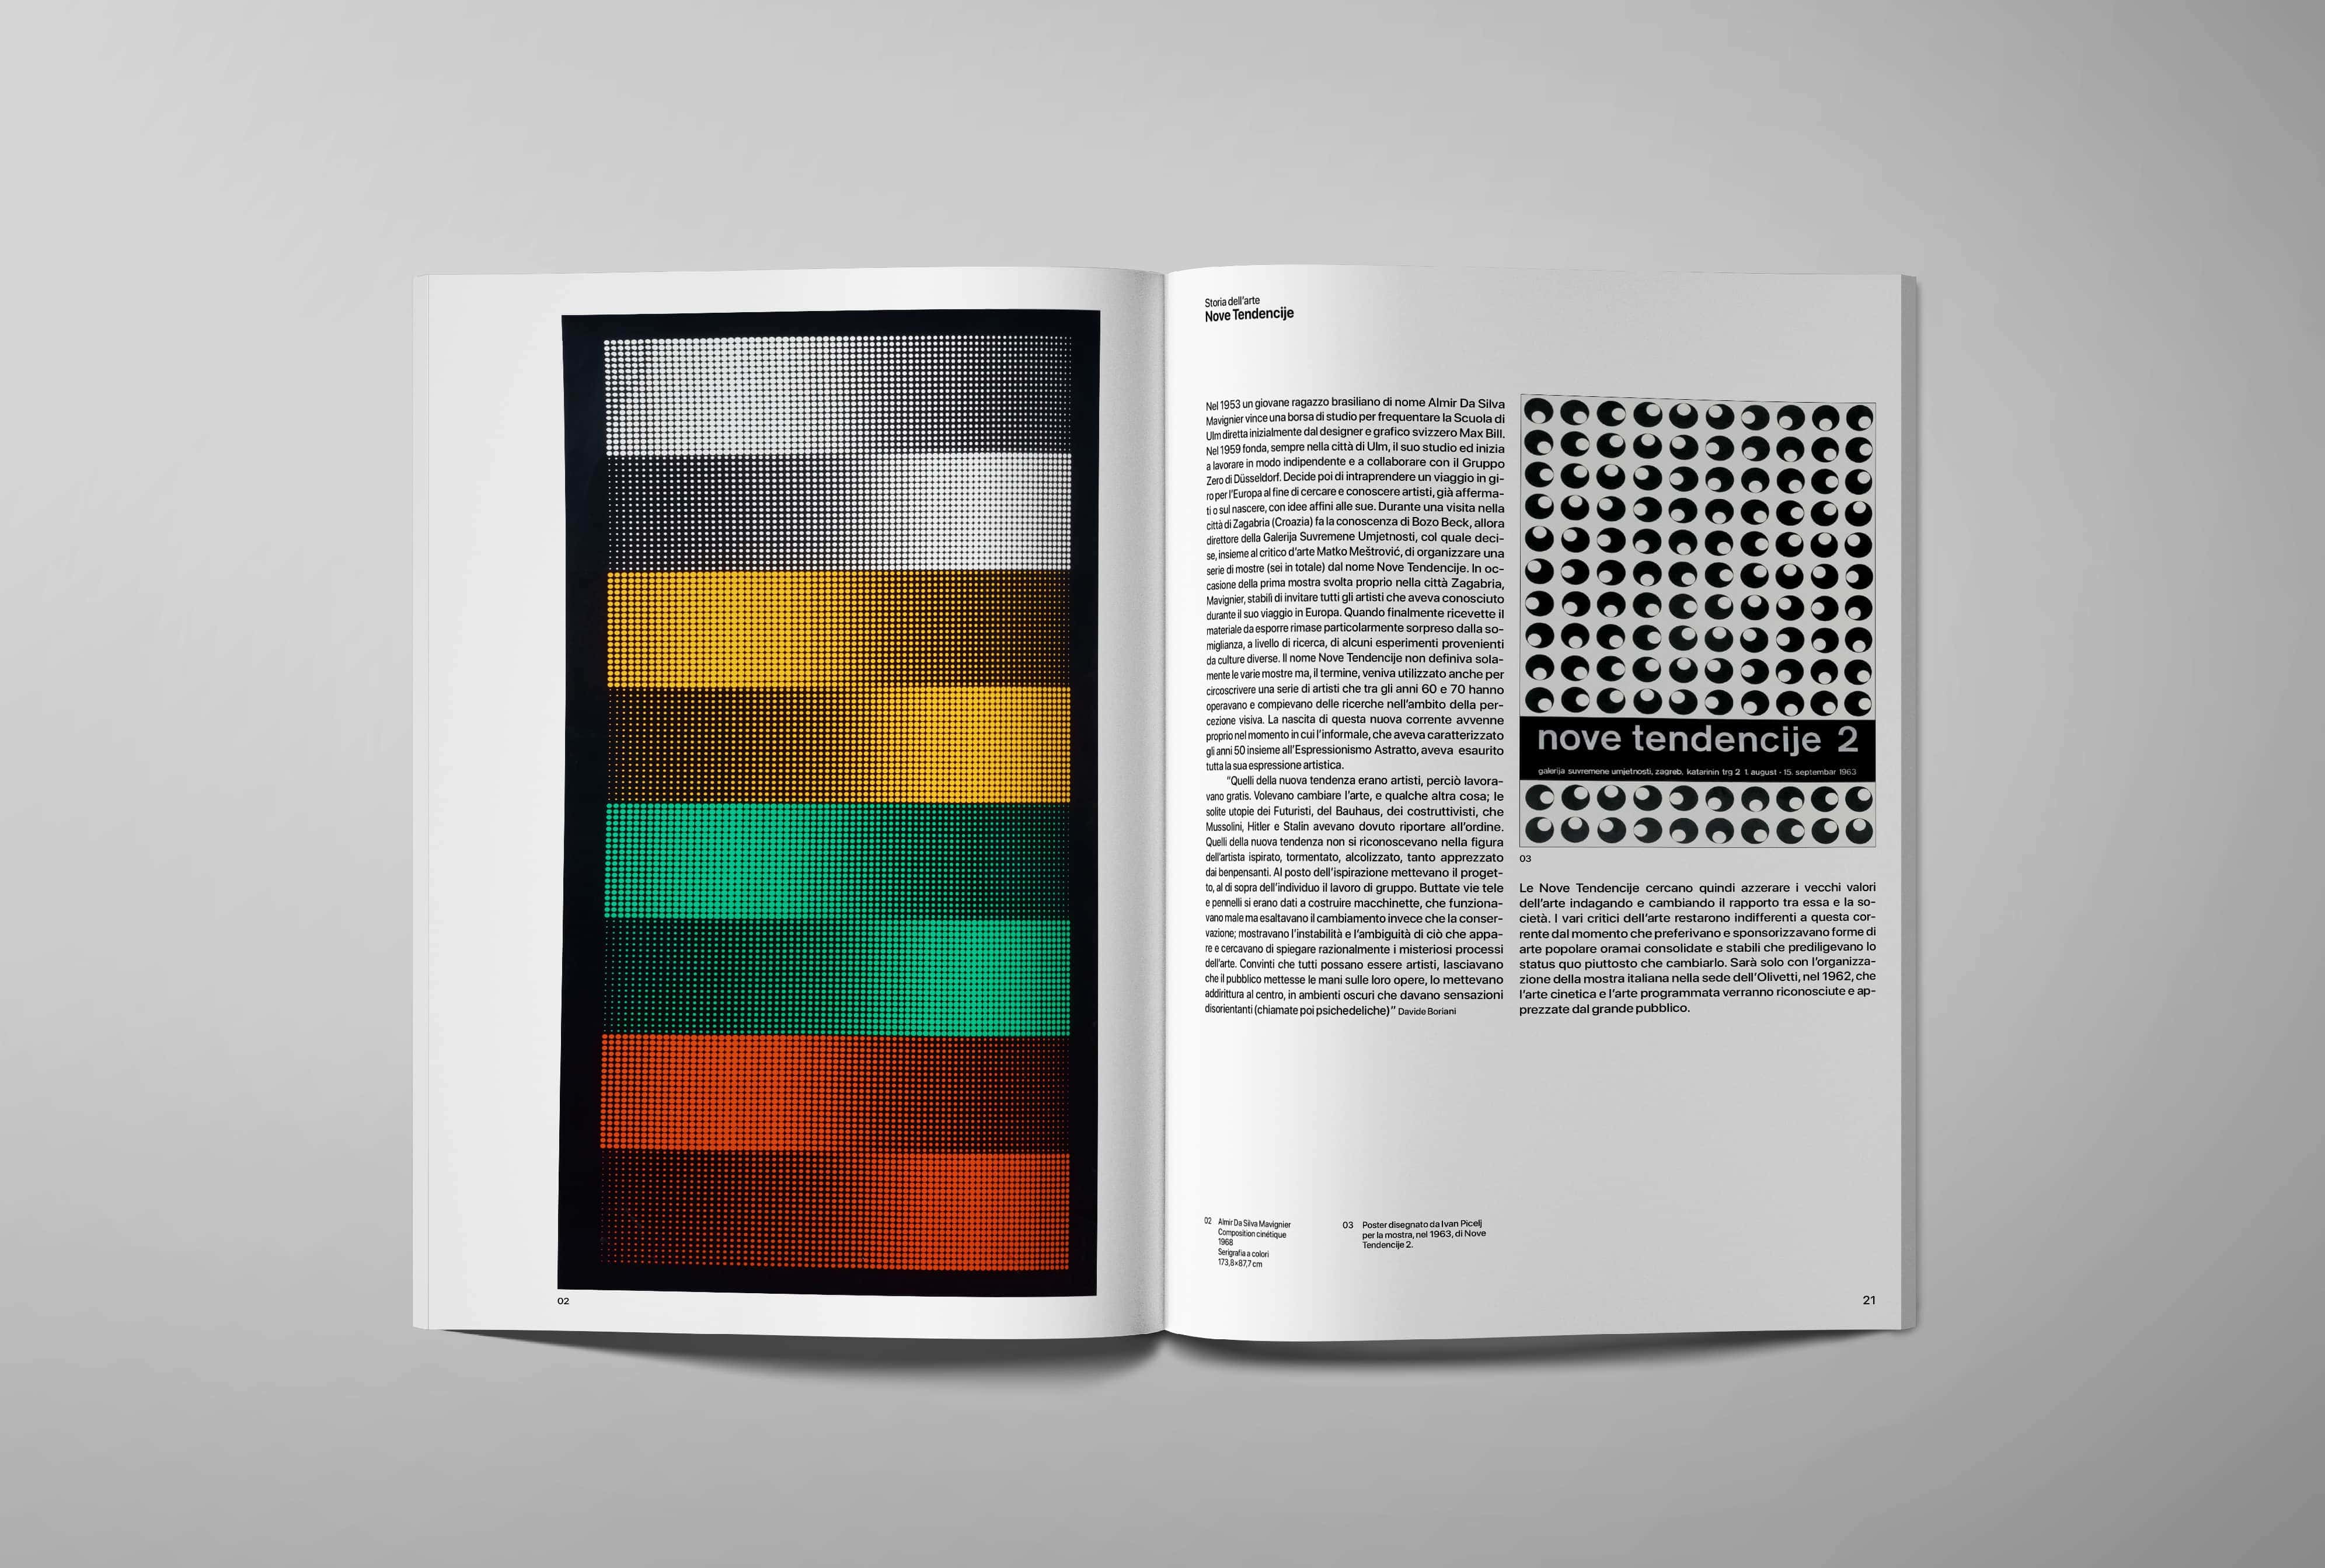 02
Storia dell'arte
Nove Tendencije
Nel 1953 un giovane ragazzo brasiliano di nome Almir Da Silva
Mavignier vince una borsa di studio per frequentare la Scuola di
Ulm diretta inizialmente dal designer e grafico svizzero Max Bill.
Nel 1959 fonda, sempre nella città di Ulm, il suo studio ed inizia
a lavorare in modo indipendente e a collaborare con il Gruppo
Zero di Düsseldorf. Decide poi di intraprendere un viaggio in gi-
ro per l'Europa al fine di cercare e conoscere artisti, già afferma-
ti o sul nascere, con idee affini alle sue. Durante una visita nella
città di Zagabria (Croazia) fa la conoscenza di Bozo Beck, allora
direttore della Galerija Suvremene Umjetnosti, col quale deci-
se, insieme al critico d'arte Matko Meštrović, di organizzare una
serie di mostre (sei in totale) dal nome Nove Tendencije. In oc-
casione della prima mostra svolta proprio nella città Zagabria,
Mavignier, stabilì di invitare tutti gli artisti che aveva conosciuto
durante il suo viaggio in Europa. Quando finalmente ricevette il
materiale da esporre rimase particolarmente sorpreso dalla so-
miglianza, a livello di ricerca, di alcuni esperimenti provenienti
da culture diverse. Il nome Nove Tendencije non definiva sola-
mente le varie mostre ma, il termine, veniva utilizzato anche per
circoscrivere una serie di artisti che tra gli anni 60 e 70 hanno
operavano e compievano delle ricerche nell'ambito della per-
cezione visiva. La nascita di questa nuova corrente avvenne
proprio nel momento in cui l'informale, che aveva caratterizzato
gli anni 50 insieme all'Espressionismo Astratto, aveva esaurito
tutta la sua espressione artistica.
"Quelli della nuova tendenza erano artisti, perciò lavora-
vano gratis. Volevano cambiare l'arte, e qualche altra cosa; le
solite utopie dei Futuristi, del Bauhaus, dei costruttivisti, che
Mussolini, Hitler e Stalin avevano dovuto riportare all'ordine.
Quelli della nuova tendenza non si riconoscevano nella figura
dell'artista ispirato, tormentato, alcolizzato, tanto apprezzato
dai benpensanti. Al posto dell'ispirazione mettevano il proget-
to, al di sopra dell'individuo il lavoro di gruppo. Buttate vie tele
e pennelli si erano dati a costruire macchinette, che funziona-
vano male ma esaltavano il cambiamento invece che la conser-
vazione; mostravano l'instabilità e l'ambiguità di ciò che appa-
re e cercavano di spiegare razionalmente i misteriosi processi
dell'arte. Convinti che tutti possano essere artisti, lasciavano
che il pubblico mettesse le mani sulle loro opere, lo mettevano
addirittura al centro, in ambienti oscuri che davano sensazioni
disorientanti (chiamate poi psichedeliche)" Davide Boriani
nove tendencije 2
galerija suvremene umjetnosti, zagreb, katarinin trg 2 1. august - 15. septembar 1963
03
Le Nove Tendencije cercano quindi azzerare i vecchi valori
dell'arte indagando e cambiando il rapporto tra essa e la so-
cietà. I vari critici dell'arte restarono indifferenti a questa cor-
rente dal momento che preferivano e sponsorizzavano forme di
arte popolare oramai consolidate e stabili che prediligevano lo
status quo piuttosto che cambiarlo. Sarà solo con l'organizza-
zione della mostra italiana nella sede dell'Olivetti, nel 1962, che
l'arte cinetica e l'arte programmata verranno riconosciute e ap-
prezzate dal grande pubblico.
02 Almir Da Silva Mavignier
Composition cinétique
1968
Serigrafia a colori
173,8×87,7 cm
03 Poster disegnato da Ivan Picelj
per la mostra, nel 1963, di Nove
Tendencije 2.
21